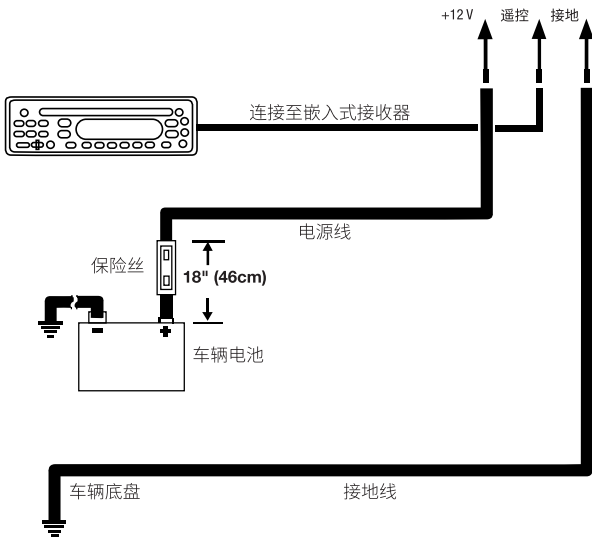 +12 V 遥控 接地
连接至嵌入式接收器
电源线
保险丝
18" (46cm)
车辆电池
车辆底盘 接地线